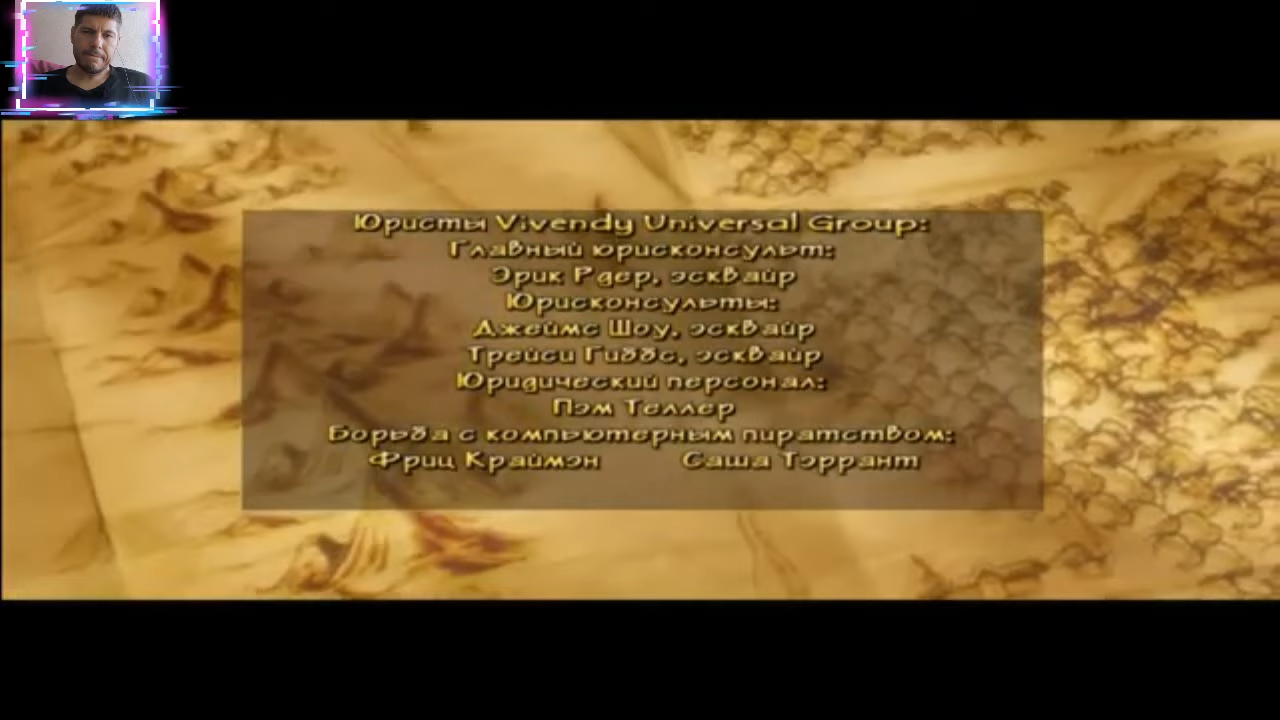 Юристы Vivendy Universal Group:
Главный юрисконсульт:
Эрик Рдер, эсквайр
Юрисконсульты:
Джеймс Шоу, эсквайр
Трейси Гиббс, эсквайр
Юридический персонал:
Пэм Теллер
Борьба с компьютерным пиратством:
Фриц Краймэн Саша Тэррант